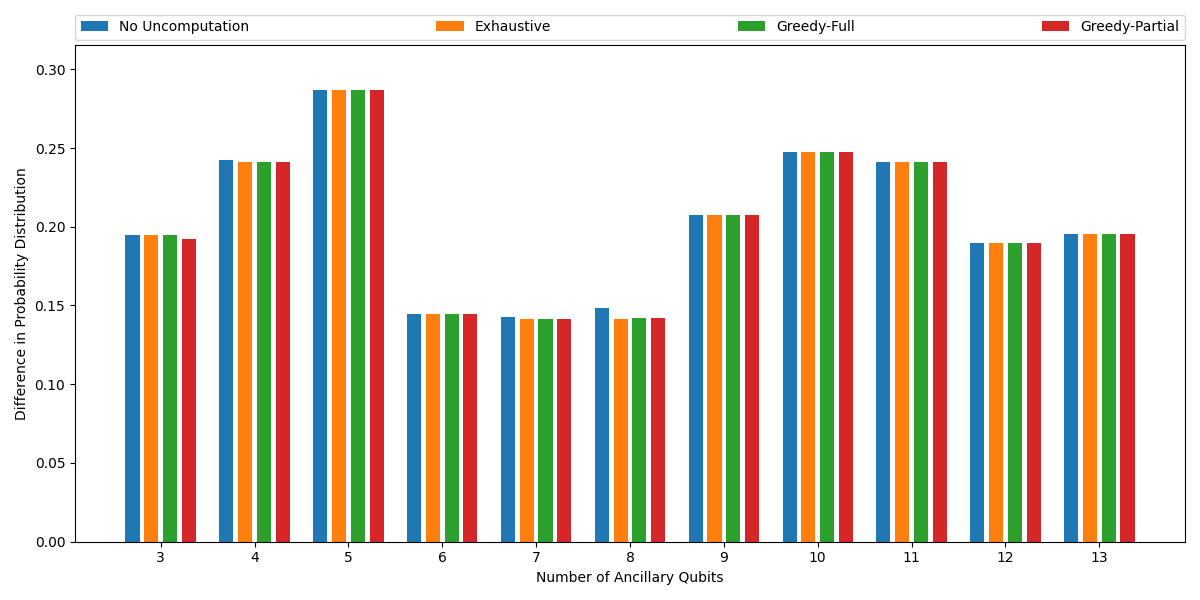 No Uncomputation Exhaustive Greedy-Full Greedy-Partial
0.30
0.25
0.20
0.15
0.10
0.05
0.00
Difference in Probability Distribution
3 4 5 6 7 8 9 10 11 12 13
Number of Ancillary Qubits